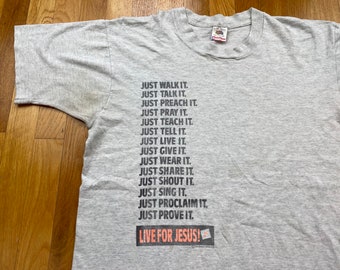 JUST WALK IT.
JUST TALK IT.
JUST PREACH IT.
JUST PRAY IT.
JUST TEACH IT.
JUST TELL IT.
JUST LIVE IT.
JUST GIVE IT.
JUST WEAR IT.
JUST SHARE IT.
JUST SHOUT IT.
JUST SING IT.
JUST PROCLAIM IT.
JUST PROVE IT.
LIVE FOR JESUS!